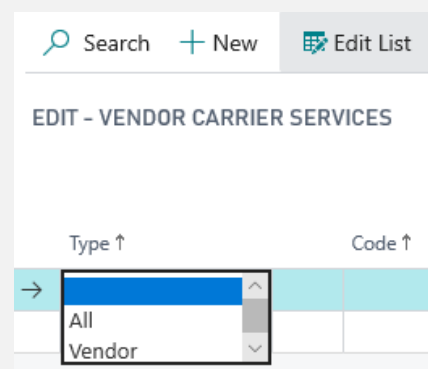 Search New Edit List
EDIT - VENDOR CARRIER SERVICES
Type ↑ Code ↑
All
Vendor